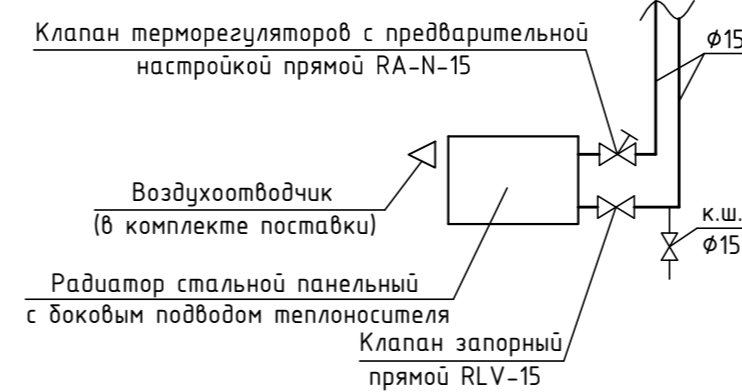 Клапан терморегуляторов с предварительной
настройкой прямой RA-N-15
Ф15
Воздухоотводчик
(в комплекте поставки)
к.ш.
Ф15
Радиатор стальной панельный
с боковым подводом теплоносителя
Клапан запорный
прямой RLV-15